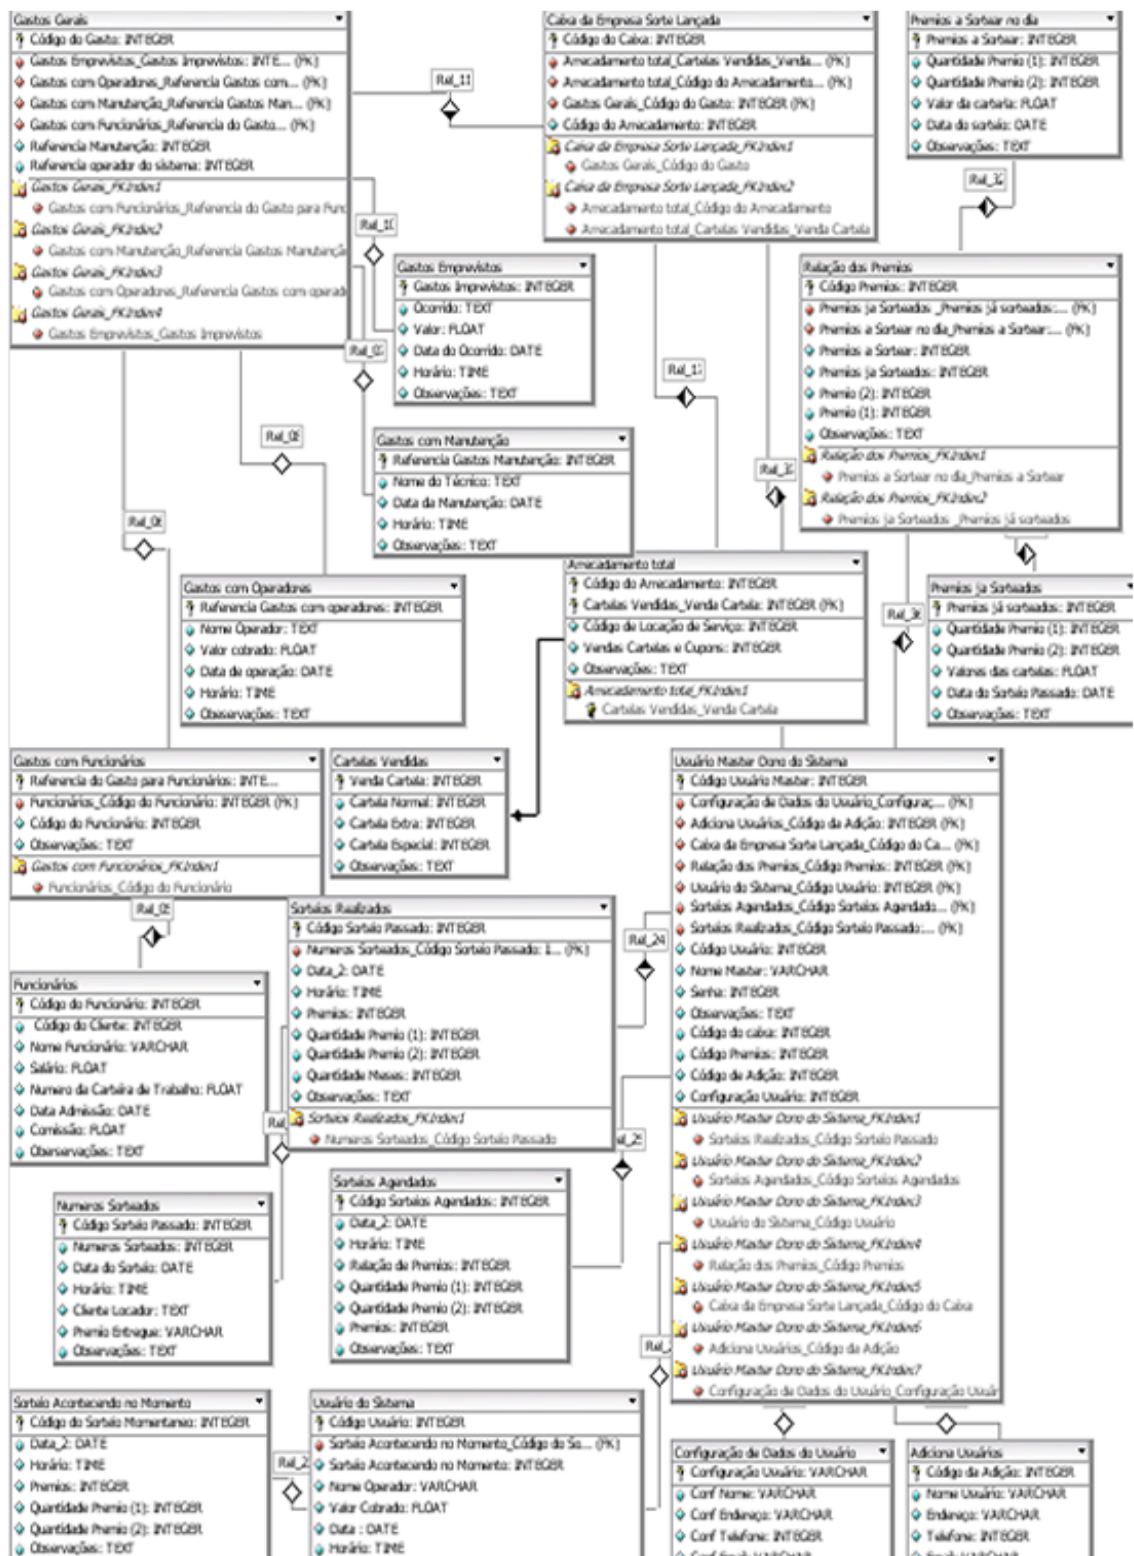 Gastos Gerais
Código do Gasto: INTEGER
Gastos Emprevistos_Gastos Imprevistos: INTE... (FK)
Gastos com Operadores_Referencia Gastos com... (FK)
Gastos com Manutenção_Referencia Gastos Man... (FK)
Gastos com Funcionários_Referencia do Gasto... (FK)
Referencia Manutenção: INTEGER
Referencia operador do sistema: INTEGER
Gastos Gerais_FKIndex1
Gastos com Funcionários_Referencia do Gasto para Func
Gastos Gerais_FKIndex2
Gastos com Manutenção_Referencia Gastos Manutençã
Gastos Gerais_FKIndex3
Gastos com Operadores_Referencia Gastos com operad
Gastos Gerais_FKIndex4
Gastos Emprevistos_Gastos Imprevistos
Rel_11
Caixa da Empresa Sorte Lançada
Código do Caixa: INTEGER
Arrecadamento total_Cartelas Vendidas_Venda... (FK)
Arrecadamento total_Código do Arrecadamento... (FK)
Gastos Gerais_Código do Gasto: INTEGER (FK)
Código do Arrecadamento: INTEGER
Caixa da Empresa Sorte Lançada_FKIndex1
Gastos Gerais_Código do Gasto
Caixa da Empresa Sorte Lançada_FKIndex2
Arrecadamento total_Código do Arrecadamento
Arrecadamento total_Cartelas Vendidas_Venda Cartela
Premios a Sortear no dia
Premios a Sortear: INTEGER
Quantidade Premio (1): INTEGER
Quantidade Premio (2): INTEGER
Valor da cartela: FLOAT
Data do sorteio: DATE
Observações: TEXT
Gastos Emprevistos
Gastos Imprevistos: INTEGER
Ocorrido: TEXT
Valor: FLOAT
Data do Ocorrido: DATE
Horário: TIME
Observações: TEXT
Relação dos Premios
Código Premios: INTEGER
Premios ja Sorteados _Premios já sorteados:... (FK)
Premios a Sortear no dia_Premios a Sortear:... (FK)
Premios a Sortear: INTEGER
Premios ja Sorteados: INTEGER
Premio (2): INTEGER
Premio (1): INTEGER
Observações: TEXT
Relação dos Premios_FKIndex1
Premios a Sortear no dia_Premios a Sortear
Relação dos Premios_FKIndex2
Premios ja Sorteados _Premios já sorteados
Gastos com Manutenção
Referencia Gastos Manutenção: INTEGER
Nome do Técnico: TEXT
Data da Manutenção: DATE
Horário: TIME
Observações: TEXT
Gastos com Operadores
Referencia Gastos com operadores: INTEGER
Nome Operador: TEXT
Valor cobrado: FLOAT
Data de operação: DATE
Horário: TIME
Obeservações: TEXT
Arrecadamento total
Código do Arrecadamento: INTEGER
Cartelas Vendidas_Venda Cartela: INTEGER (FK)
Código de Locação de Serviço: INTEGER
Vendas Cartelas e Cupons: INTEGER
Observações: TEXT
Arrecadamento total_FKIndex1
Cartelas Vendidas_Venda Cartela
Premios ja Sorteados
Premios já sorteados: INTEGER
Quantidade Premio (1): INTEGER
Quantidade Premio (2): INTEGER
Valores das cartelas: FLOAT
Data do Sorteio Passado: DATE
Observações: TEXT
Gastos com Funcionários
Referencia do Gasto para Funcionários: INTE...
Funcionários_Código do Funcionário: INTEGER (FK)
Código do Funcionário: INTEGER
Observações: TEXT
Gastos com Funcionários_FKIndex1
Funcionários_Código do Funcionário
Cartelas Vendidas
Venda Cartela: INTEGER
Cartela Normal: INTEGER
Cartela Extra: INTEGER
Cartela Especial: INTEGER
Observações: TEXT
Usuário Master Dono do Sistema
Código Usuário Master: INTEGER
Configuração de Dados do Usuário_Configuraç... (FK)
Adiciona Usuários_Código da Adição: INTEGER (FK)
Caixa da Empresa Sorte Lançada_Código do Ca... (FK)
Relação dos Premios_Código Premios: INTEGER (FK)
Usuário do Sistema_Código Usuário: INTEGER (FK)
Sorteios Agendados_Código Sorteios Agendado... (FK)
Sorteios Realizados_Código Sorteio Passado:... (FK)
Código Usuário: INTEGER
Nome Master: VARCHAR
Senha: INTEGER
Observações: TEXT
Código do caixa: INTEGER
Código Premios: INTEGER
Código de Adição: INTEGER
Configuração Usuário: INTEGER
Usuário Master Dono do Sistema_FKIndex1
Sorteios Realizados_Código Sorteio Passado
Usuário Master Dono do Sistema_FKIndex2
Sorteios Agendados_Código Sorteios Agendados
Usuário Master Dono do Sistema_FKIndex3
Usuário do Sistema_Código Usuário
Usuário Master Dono do Sistema_FKIndex4
Relação dos Premios_Código Premios
Usuário Master Dono do Sistema_FKIndex5
Caixa da Empresa Sorte Lançada_Código do Caixa
Usuário Master Dono do Sistema_FKIndex6
Adiciona Usuários_Código da Adição
Usuário Master Dono do Sistema_FKIndex7
Configuração de Dados do Usuário_Configuração Usuár
Sorteios Realizados
Código Sorteio Passado: INTEGER
Numeros Sorteados_Código Sorteio Passado: I... (FK)
Data_2: DATE
Horário: TIME
Premios: INTEGER
Quantidade Premio (1): INTEGER
Quantidade Premio (2): INTEGER
Quantidade Meses: INTEGER
Observações: TEXT
Sorteios Realizados_FKIndex1
Numeros Sorteados_Código Sorteio Passado
Rel_24
Funcionários
Código do Funcionário: INTEGER
Código do Cliente: INTEGER
Nome Funcionário: VARCHAR
Salário: FLOAT
Numero da Carteira de Trabalho: FLOAT
Data Admissão: DATE
Comissão: FLOAT
Oberservações: TEXT
Numeros Sorteados
Código Sorteio Passado: INTEGER
Numeros Sorteados: INTEGER
Data do Sorteio: DATE
Horário: TIME
Cliente Locador: TEXT
Premio Entregue: VARCHAR
Observações: TEXT
Sorteios Agendados
Código Sorteios Agendados: INTEGER
Data_2: DATE
Horário: TIME
Relação de Premios: INTEGER
Quantidade Premio (1): INTEGER
Quantidade Premio (2): INTEGER
Premios: INTEGER
Observações: TEXT
Sorteio Acontecendo no Momento
Código do Sorteio Momentaneo: INTEGER
Data_2: DATE
Horário: TIME
Premios: INTEGER
Quantidade Premio (1): INTEGER
Quantidade Premio (2): INTEGER
Observações: TEXT
Usuário do Sistema
Código Usuário: INTEGER
Sorteio Acontecendo no Momento_Código do So... (FK)
Sorteio Acontecendo no Momento: INTEGER
Nome Operador: VARCHAR
Valor Cobrado: FLOAT
Data : DATE
Horário: TIME
Configuração de Dados do Usuário
Configuração Usuário: VARCHAR
Conf Nome: VARCHAR
Conf Endereço: VARCHAR
Conf Telefone: INTEGER
Adiciona Usuários
Código da Adição: INTEGER
Nome Usuário: VARCHAR
Endereço: VARCHAR
Telefone: INTEGER